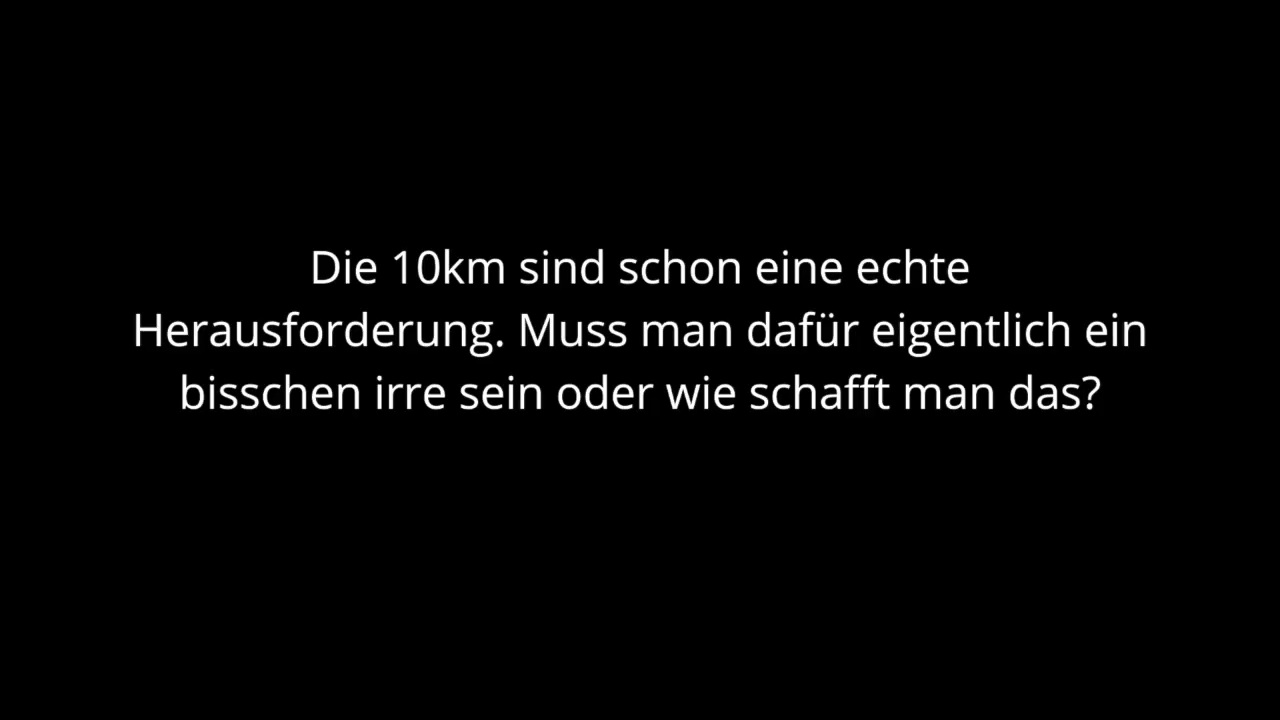 Die 10km sind schon eine echte
Herausforderung. Muss man dafür eigentlich ein
bisschen irre sein oder wie schafft man das?